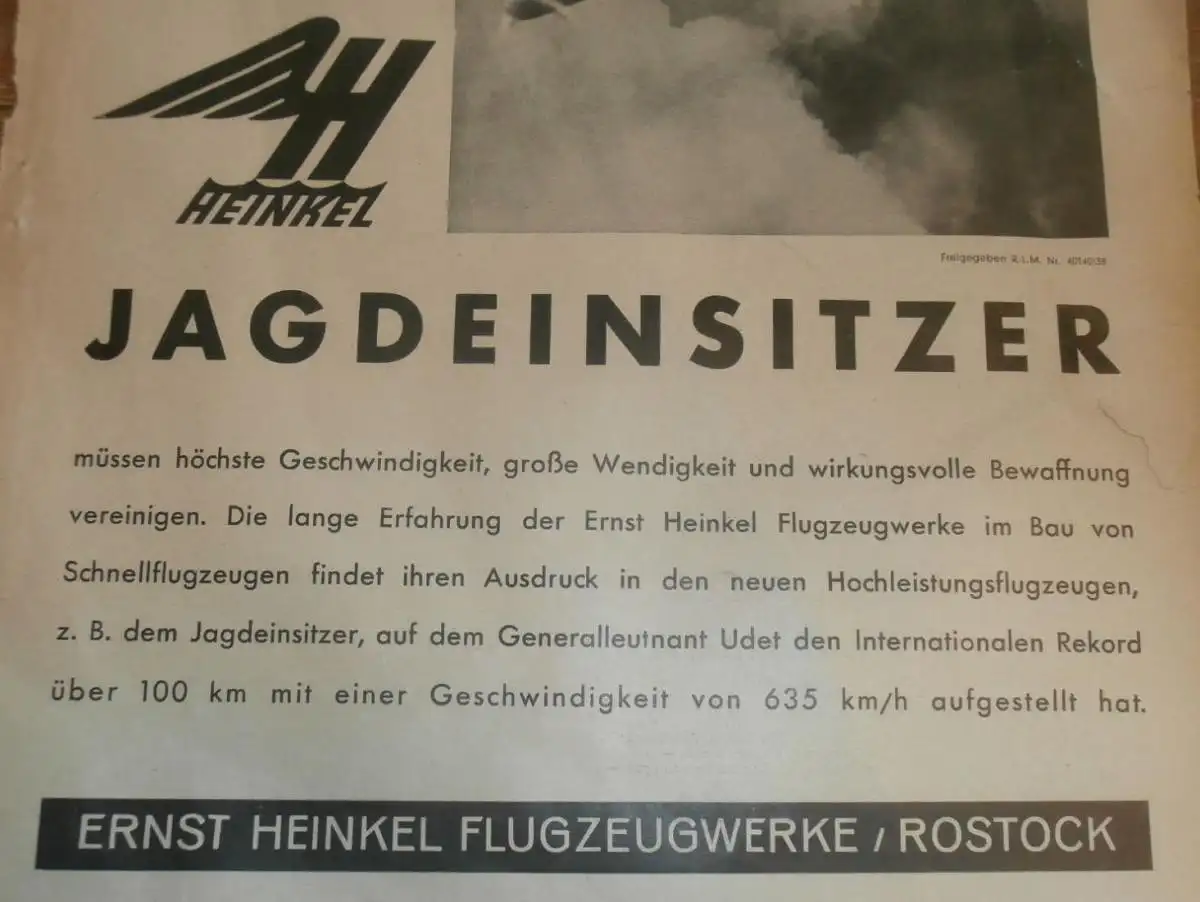 H
HEINKEL
Freigegeben R.L.M. Nr.
JAGDEINSITZER
müssen höchste Geschwindigkeit, große Wendigkeit und wirkungsvolle Bewaffnung
vereinigen. Die lange Erfahrung der Ernst Heinkel Flugzeugwerke im Bau von
Schnellflugzeugen findet ihren Ausdruck in den neuen Hochleistungsflugzeugen,
z. B. dem Jagdeinsitzer, auf dem Generalleutnant Udet den Internationalen Rekord
über 100 km mit einer Geschwindigkeit von 635 km/h aufgestellt hat.
ERNST HEINKEL FLUGZEUGWERKE / ROSTOCK